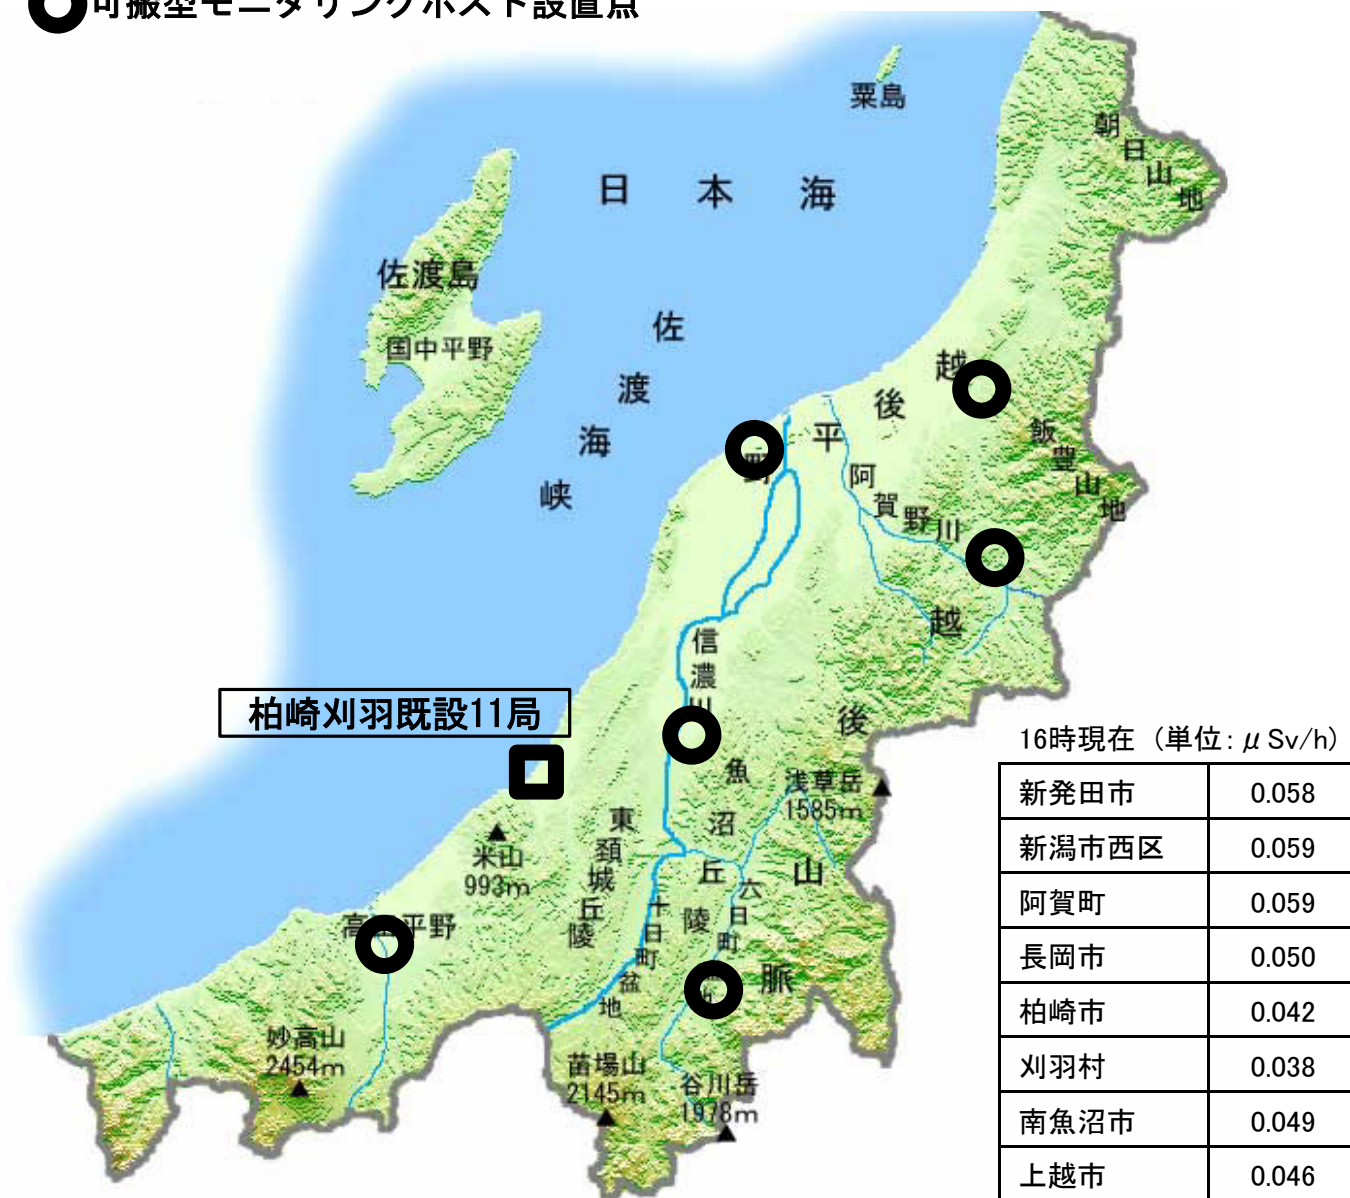 可搬型モニタリングポスト設置点
粟島
朝日山地
日本海
佐渡島
国中平野
佐渡海峡
越後平野
飯豊山地
阿賀野川
信濃川
越後山脈
柏崎刈羽既設11局
魚沼丘陵
浅草岳
1585m
米山
993m
東頚城丘陵
十日町盆地
六日町
高田平野
妙高山
2454m
苗場山
2145m
谷川岳
1978m
16時現在（単位：μSv/h）
新発田市 0.058
新潟市西区 0.059
阿賀町 0.059
長岡市 0.050
柏崎市 0.042
刈羽村 0.038
南魚沼市 0.049
上越市 0.046